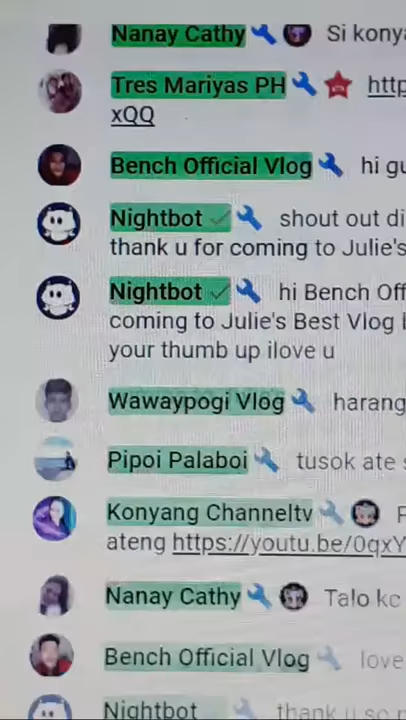 Nanay Cathy Si kony
Tres Mariyas PH http
xQQ
Bench Official Vlog hi gu
Nightbot shout out di
thank u for coming to Julie's
Nightbot hi Bench Off
coming to Julie's Best Vlog
your thumb up ilove u
Wawaypogi Vlog harang
Pipoi Palaboi tusok ate
Konyang Channeltv
ateng https://youtu.be/0qxY
Nanay Cathy Talo kc
Bench Official Vlog love
Nightbot thank u so